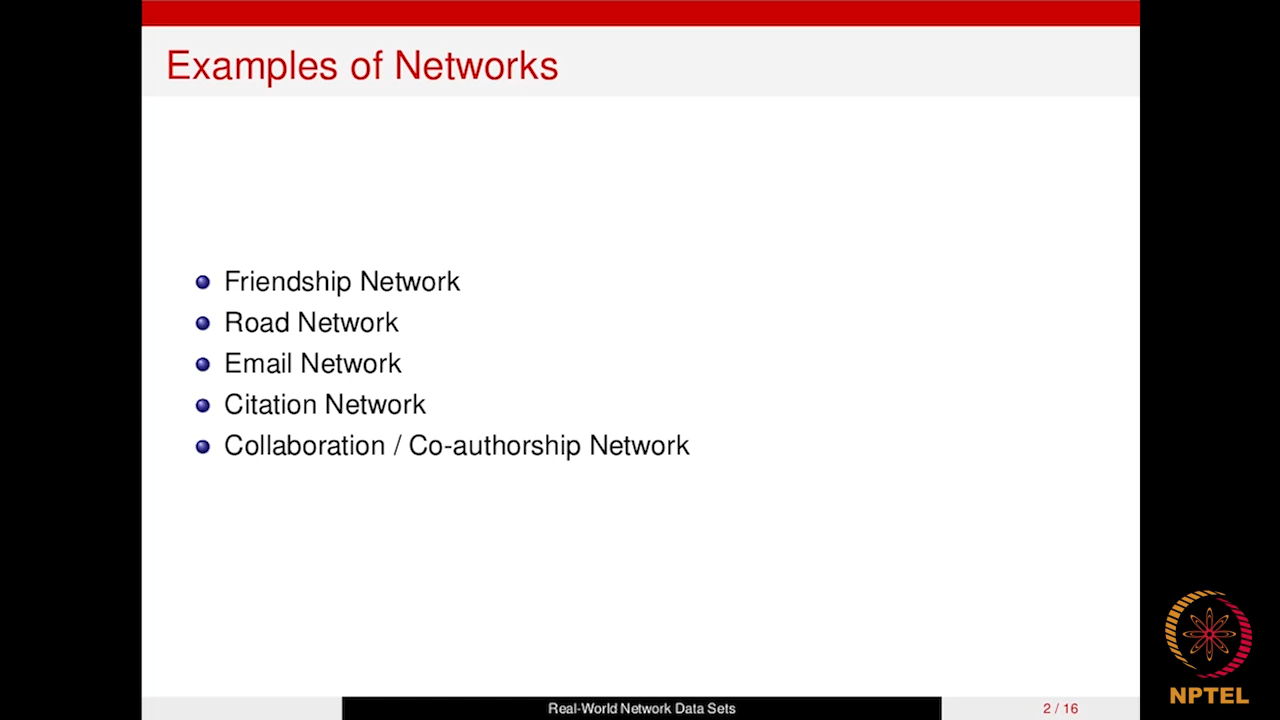 Examples of Networks
Friendship Network
Road Network
Email Network
Citation Network
Collaboration / Co-authorship Network
Real-World Network Data Sets
2 / 16
NPTEL